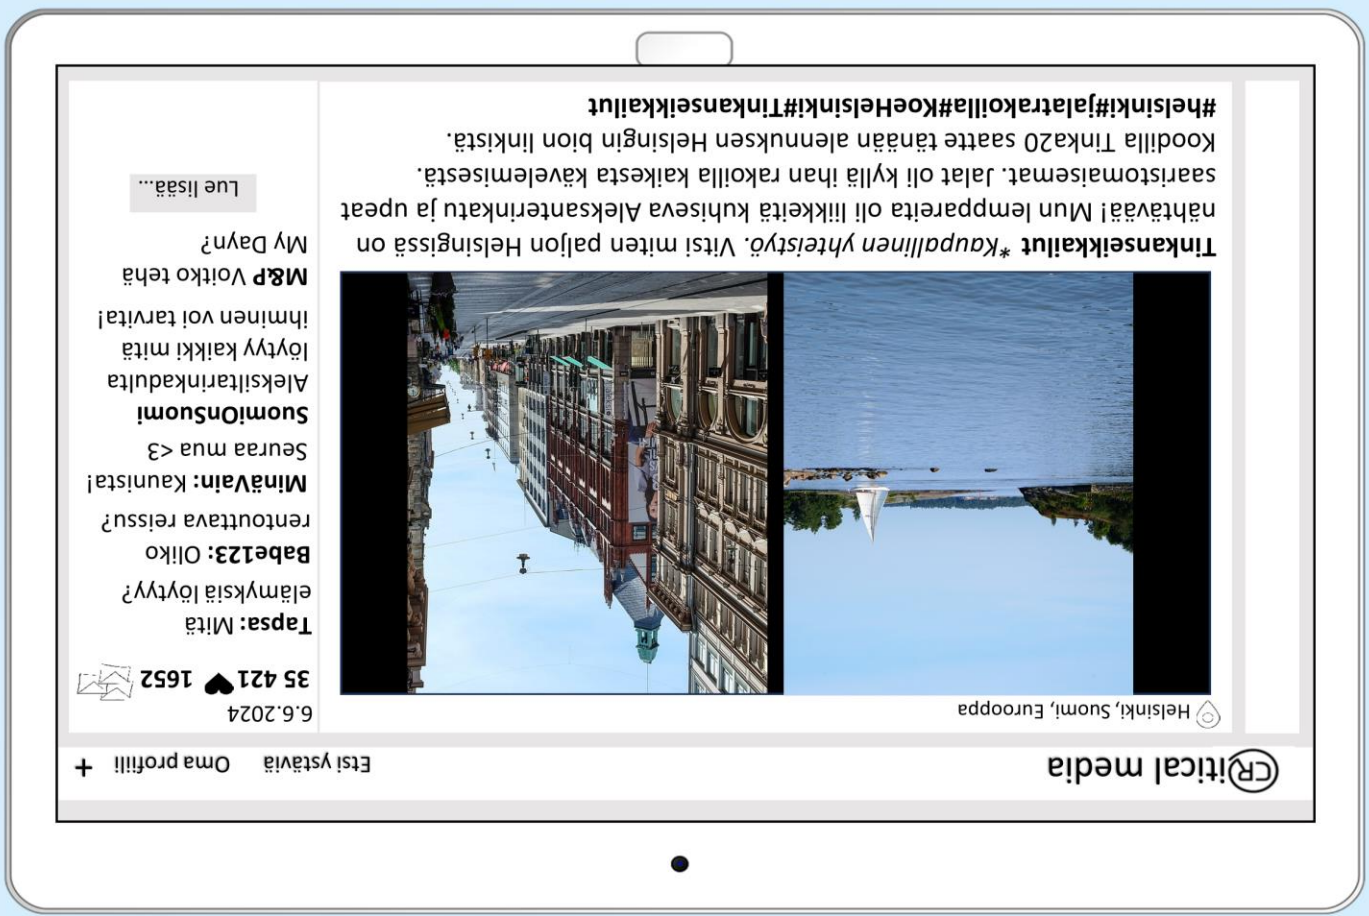 CRitical media
Etsi ystäviä Oma profiili +
Helsinki, Suomi, Eurooppa
Tinkanseikkailut *Kaupallinen yhteistyö. Vitsi miten paljon Helsingissä on
nähtävää! Mun lemppareita oli liikkeitä kuhiseva Aleksanterinkatu ja upeat
saaristomaisemat. Jalat oli kyllä ihan rakoilla kaikesta kävelemisestä.
Koodilla Tinka20 saatte tänään alennuksen Helsingin bion linkistä.
#helsinki#jalatrakoilla#KoeHelsinki#Tinkanseikkailut
6.6.2024
35 421 1652
Tapsa: Mitä
elämyksiä löytyy?
Babe123: Oliko
rentouttava reissu?
MinäVain: Kaunista!
Seuraa mua <3
SuomiOnSuomi
Aleksiltarinkadulta
löytyy kaikki mitä
ihminen voi tarvita!
M&P Voitko tehä
My Dayn?
Lue lisää...